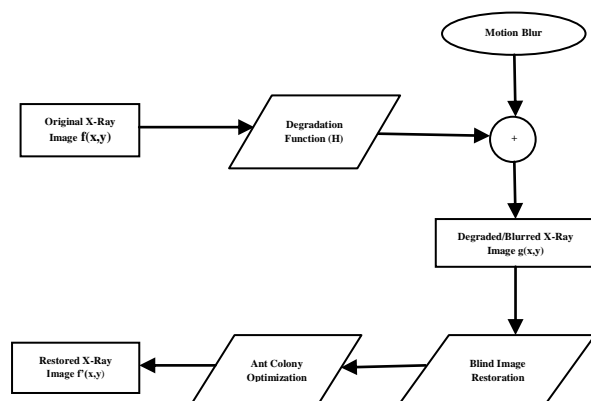 Motion Blur
Original X-Ray
Image f(x,y)
Degradation
Function (H)
+
Degraded/Blurred X-Ray
Image g(x,y)
Restored X-Ray
Image f'(x,y)
Ant Colony
Optimization
Blind Image
Restoration